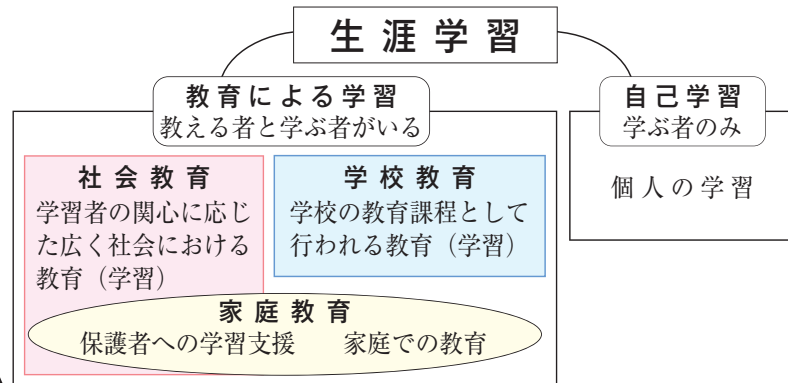 生涯学習
教育による学習
教える者と学ぶ者がいる
自己学習
学ぶ者のみ
社会教育
学習者の関心に応じ
た広く社会における
教育（学習）
学校教育
学校の教育課程として
行われる教育（学習）
個人の学習
家庭教育
保護者への学習支援　家庭での教育